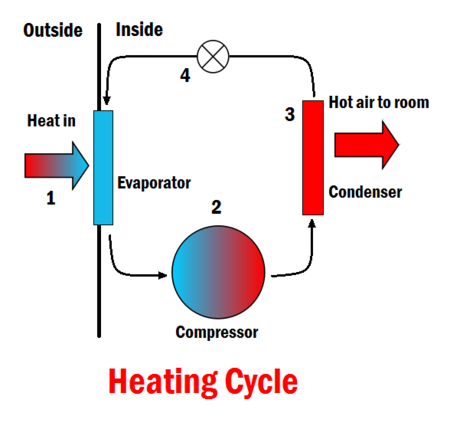 Outside Inside
4
Heat in
3
Hot air to room
1
Evaporator
Condenser
2
Compressor
Heating Cycle